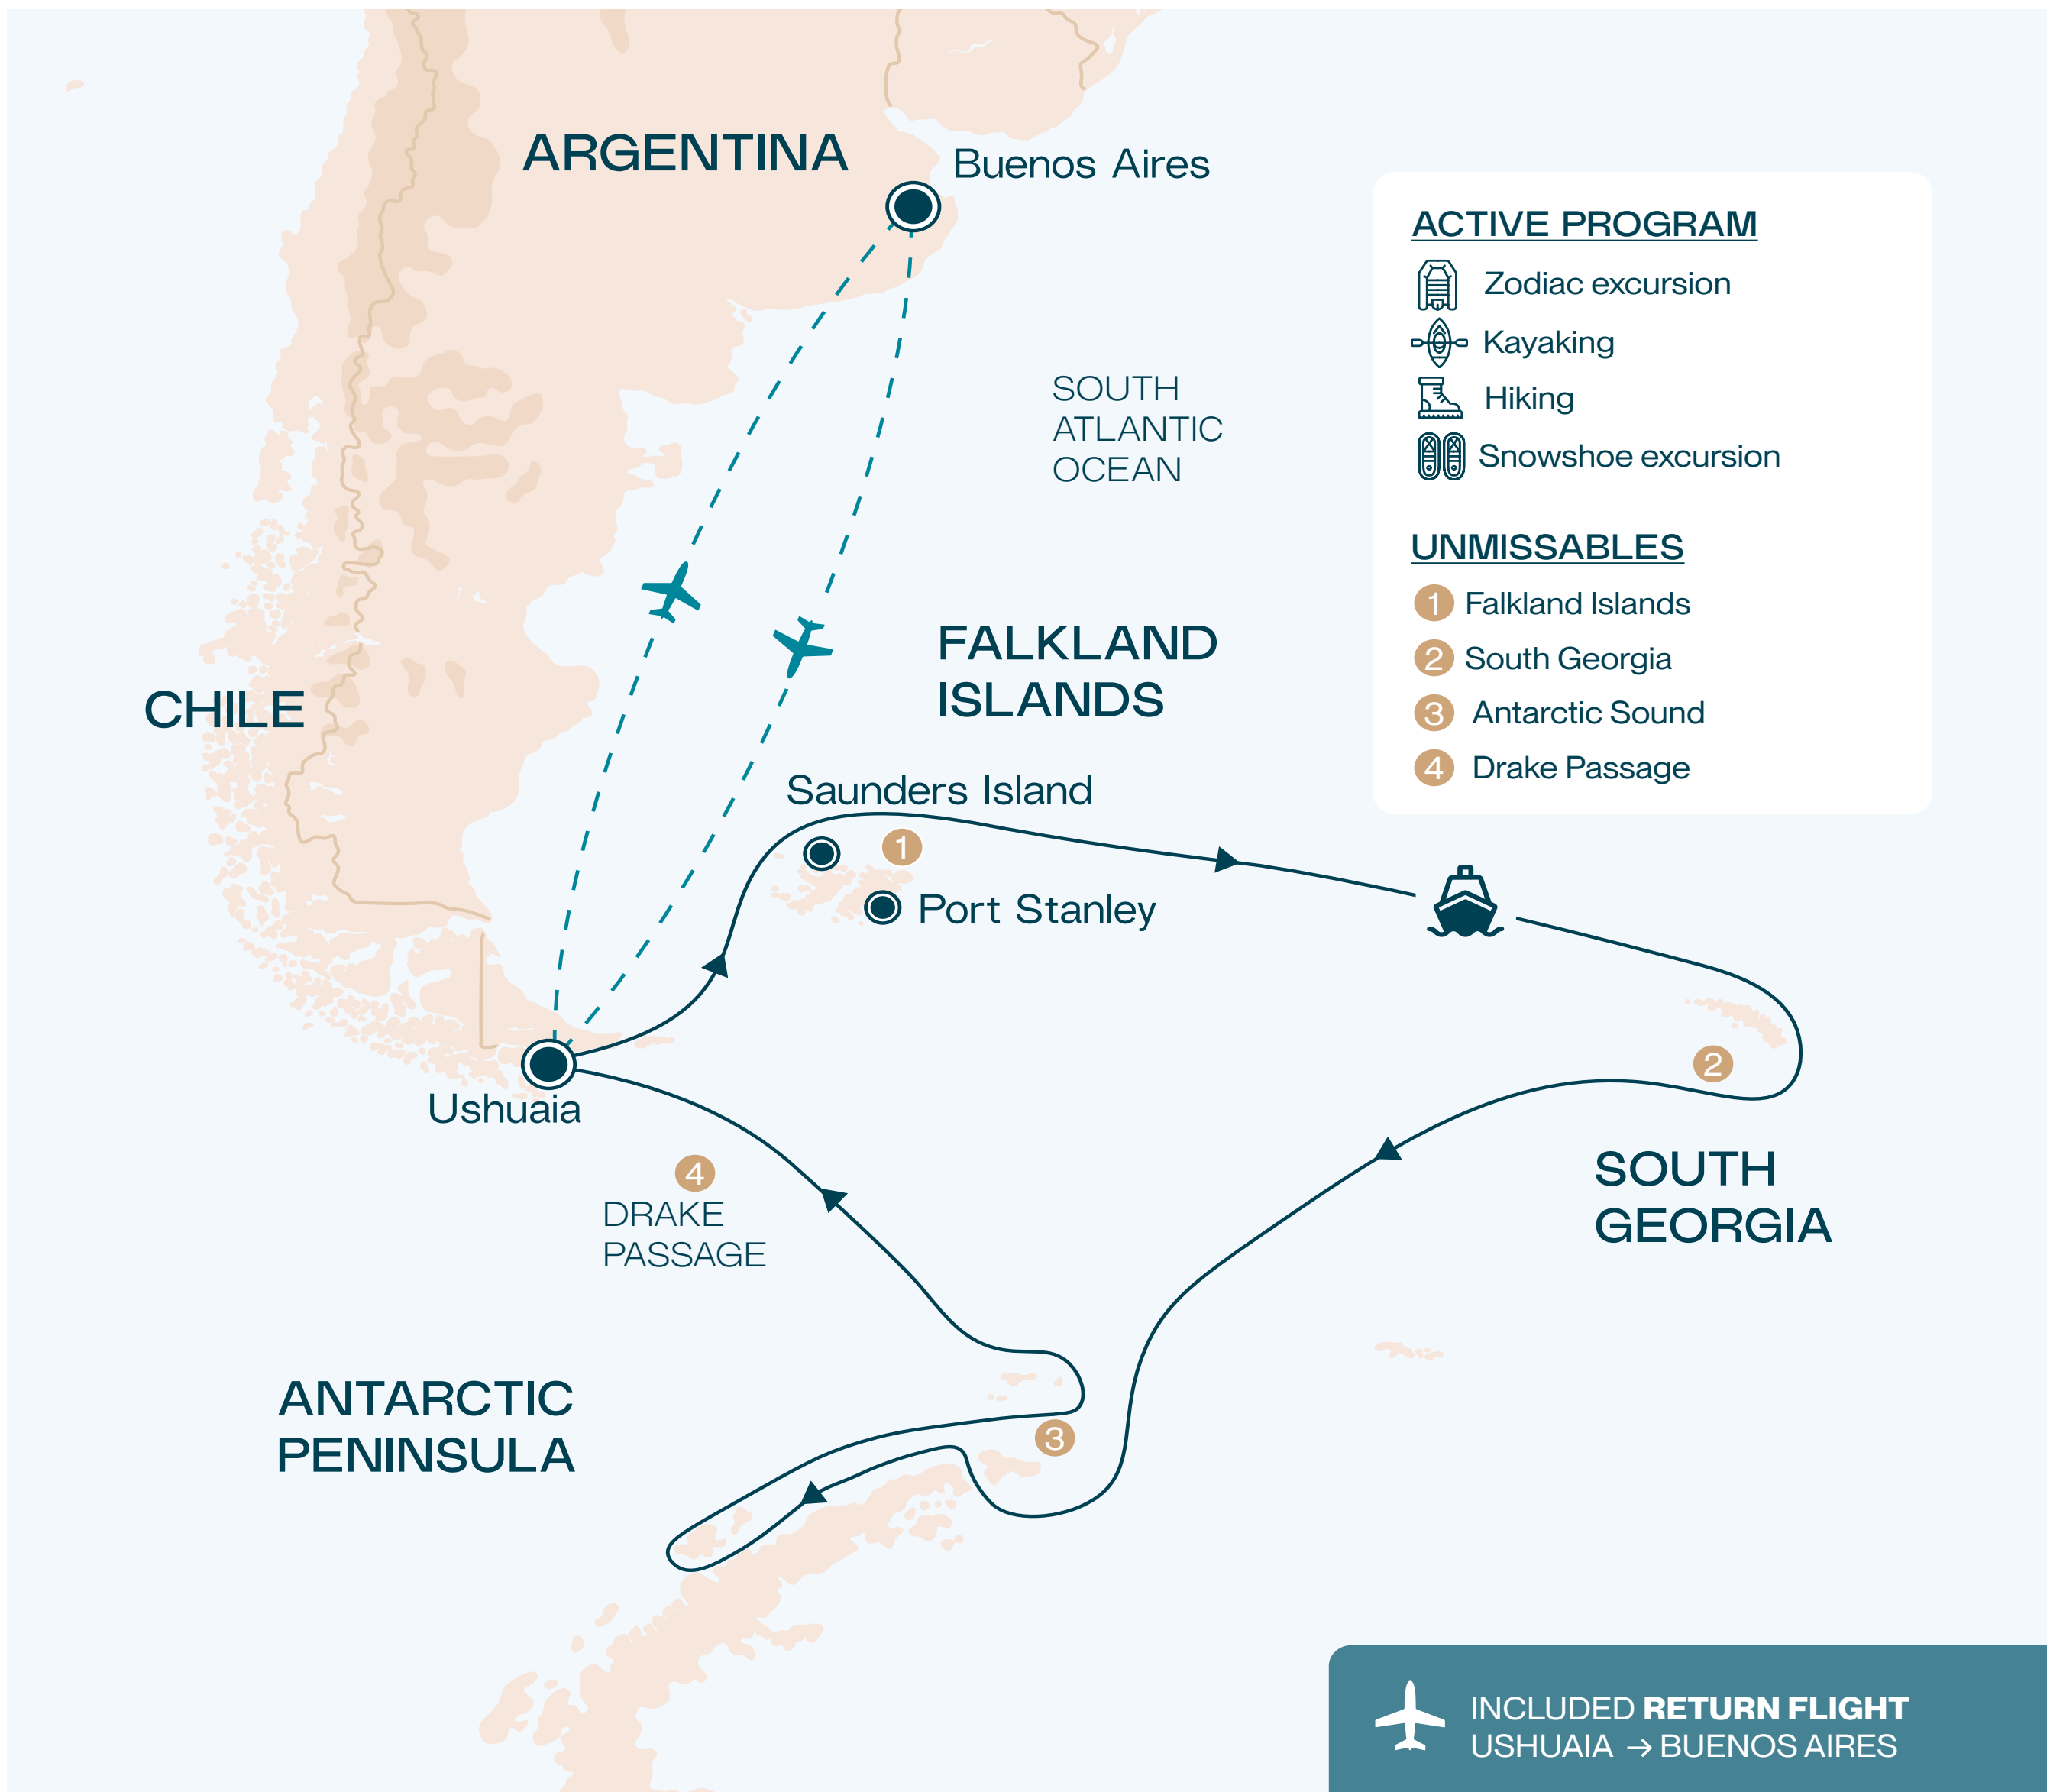 ARGENTINA
Buenos Aires
ACTIVE PROGRAM
Zodiac excursion
Kayaking
Hiking
Snowshoe excursion
UNMISSABLES
1 Falkland Islands
2 South Georgia
3 Antarctic Sound
4 Drake Passage
SOUTH
ATLANTIC
OCEAN
FALKLAND
ISLANDS
CHILE
Saunders Island
1
Port Stanley
2
Ushuaia
SOUTH
GEORGIA
4
DRAKE
PASSAGE
ANTARCTIC
PENINSULA
3
INCLUDED RETURN FLIGHT
USHUAIA → BUENOS AIRES